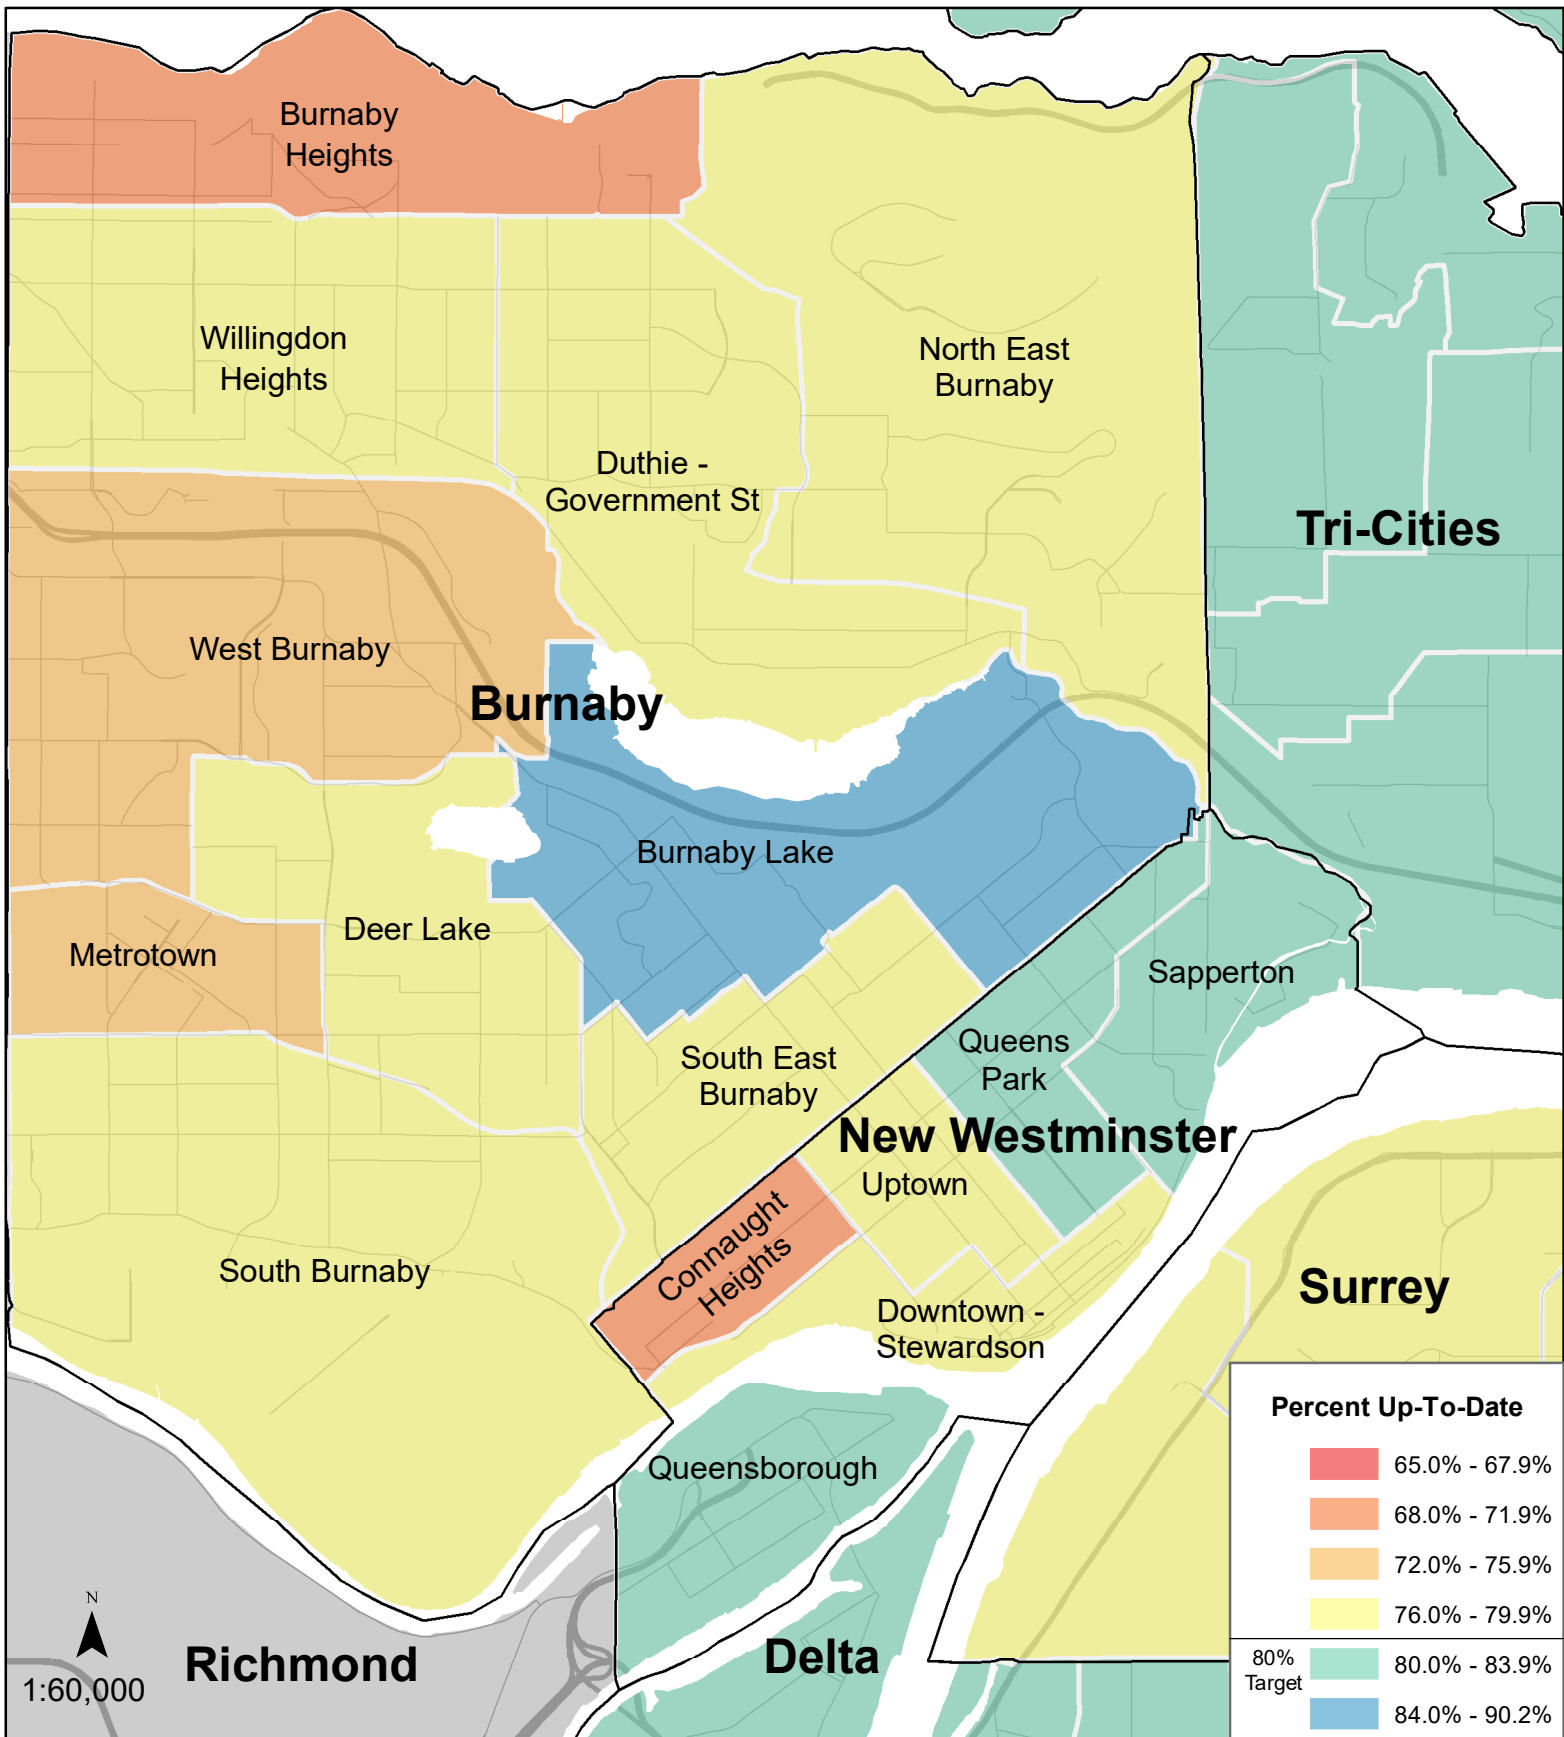 Burnaby
Heights
Willingdon
Heights
North East
Burnaby
Duthie -
Government St
Tri-Cities
West Burnaby
Burnaby
Burnaby Lake
Deer Lake
Metrotown
Sapperton
Queens
Park
South East
Burnaby
New Westminster
Uptown
Connaught
Heights
South Burnaby
Surrey
Downtown -
Stewardson
Queensborough
Richmond
Delta
N
1:60,000
Percent Up-To-Date
65.0% - 67.9%
68.0% - 71.9%
72.0% - 75.9%
76.0% - 79.9%
80%
Target
80.0% - 83.9%
84.0% - 90.2%